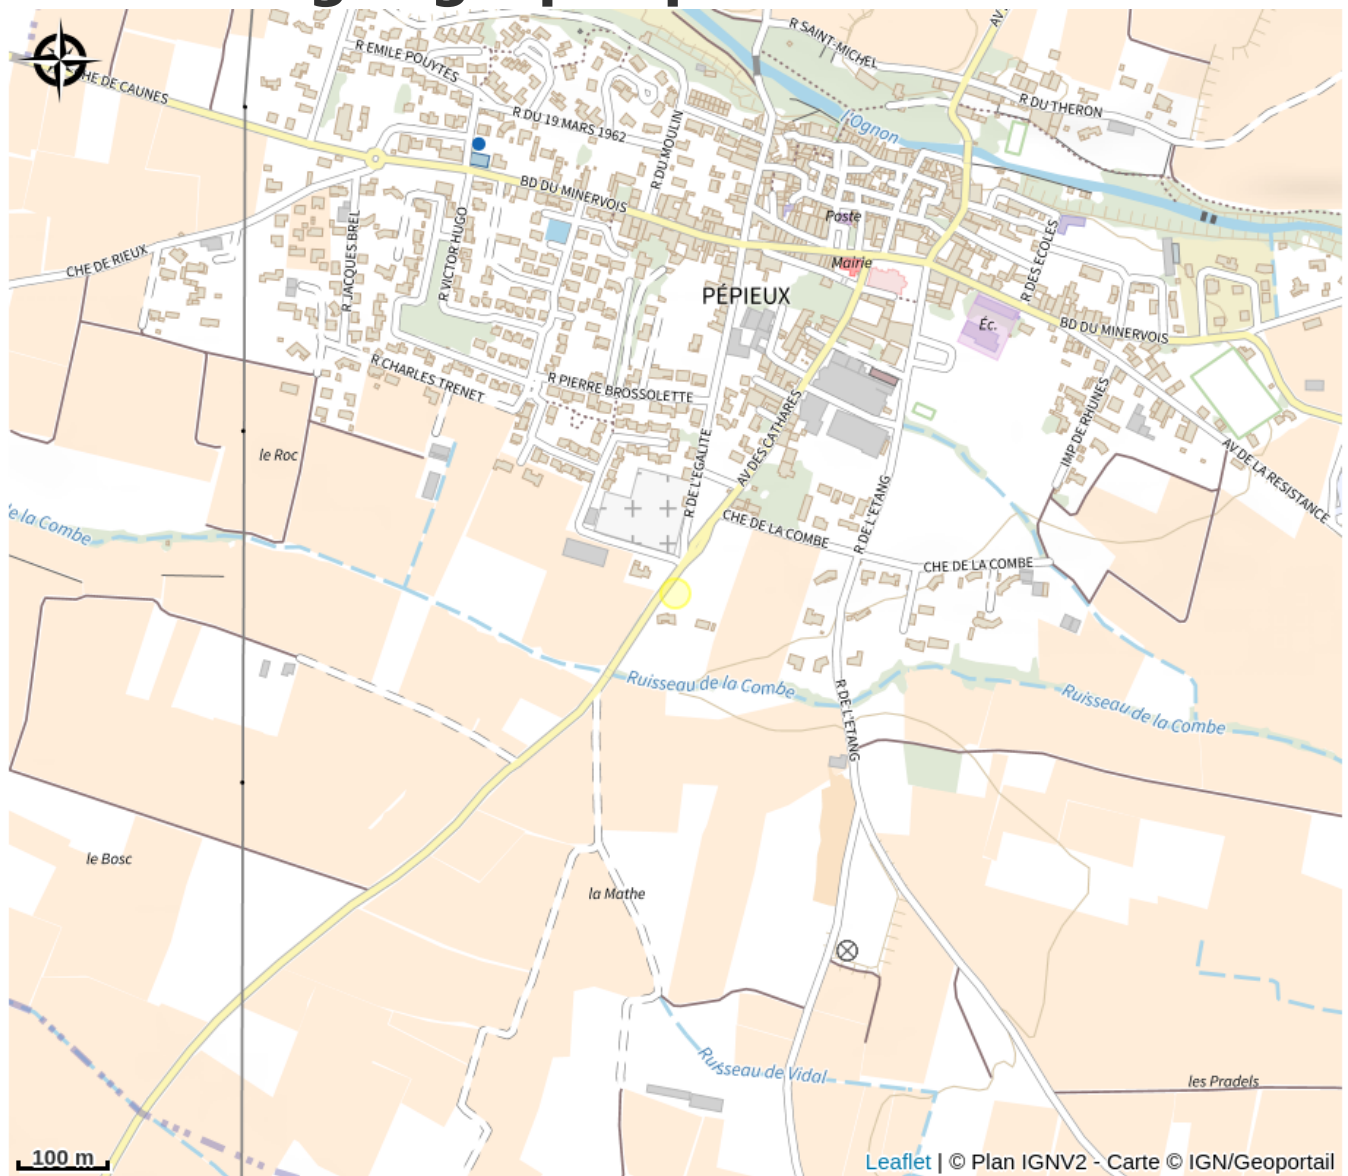 R SAINT-MICHEL
AV
R EMILE POUYTES
CHE DE CAUNES
R DU 19 MARS 1962
R DU MOULIN
R DU THERON
l'Ognon
BD DU MINERVOIS
Poste
R JACQUES BREL
R VICTOR HUGO
R DES ECOLES
CHE DE RIEUX
Mairie
PÉPIEUX
Éc.
BD DU MINERVOIS
R CHARLES TRENET
R PIERRE BROSSOLETTE
AV DES CATHARES
IMP DE RHUNES
le Roc
R DE L'EGALITE
AV DE LA RESISTANCE
R DE L'ETANG
de la Combe
CHE DE LA COMBE
CHE DE LA COMBE
Ruisseau de la Combe
R DE L'ETANG
Ruisseau de la Combe
le Bosc
la Mathe
Ruisseau de Vidal
les Pradels
100 m
Leaflet | © Plan IGNV2 - Carte © IGN/Geoportail